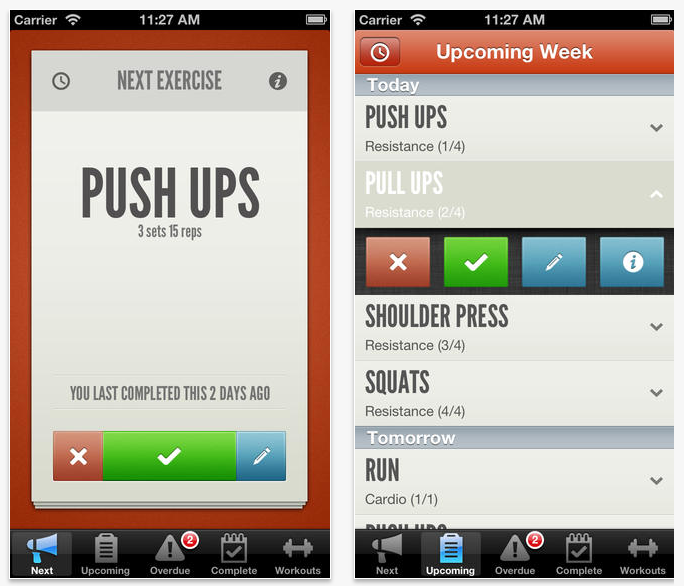 Carrier 11:27 AM
NEXT EXERCISE
PUSH UPS
3 sets 15 reps
YOU LAST COMPLETED THIS 2 DAYS AGO
2
Next Upcoming Overdue Complete Workouts
Carrier 11:27 AM
Upcoming Week
Today
PUSH UPS
Resistance (1/4)
PULL UPS
Resistance (2/4)
SHOULDER PRESS
Resistance (3/4)
SQUATS
Resistance (4/4)
Tomorrow
RUN
Cardio (1/1)
PUSH UPS
2
Next Upcoming Overdue Complete Workouts